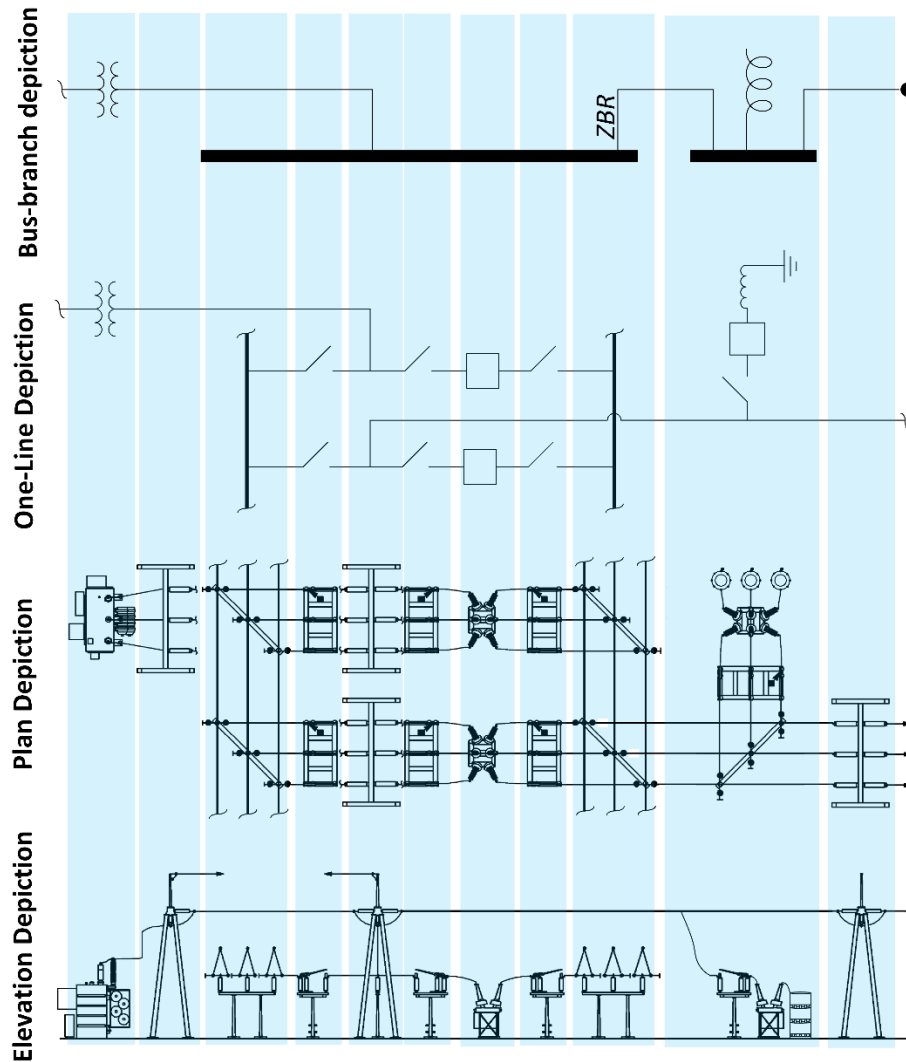 Bus-branch depiction
ZBR
One-Line Depiction
Plan Depiction
Elevation Depiction